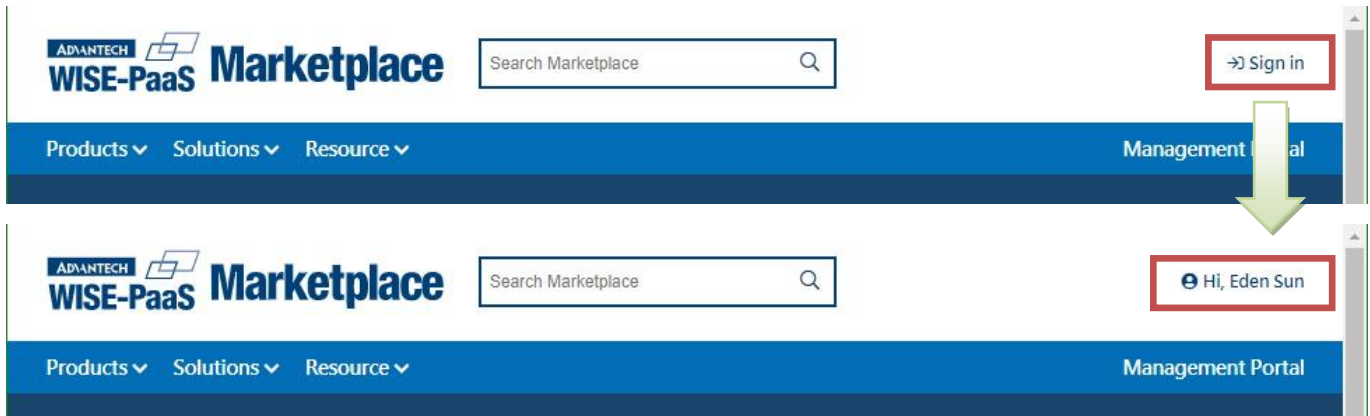 ADVANTECH
WISE-PaaS Marketplace
Search Marketplace
Sign in
Products Solutions Resource Management
ADVANTECH
WISE-PaaS Marketplace
Search Marketplace
Hi, Eden Sun
Products Solutions Resource Management Portal